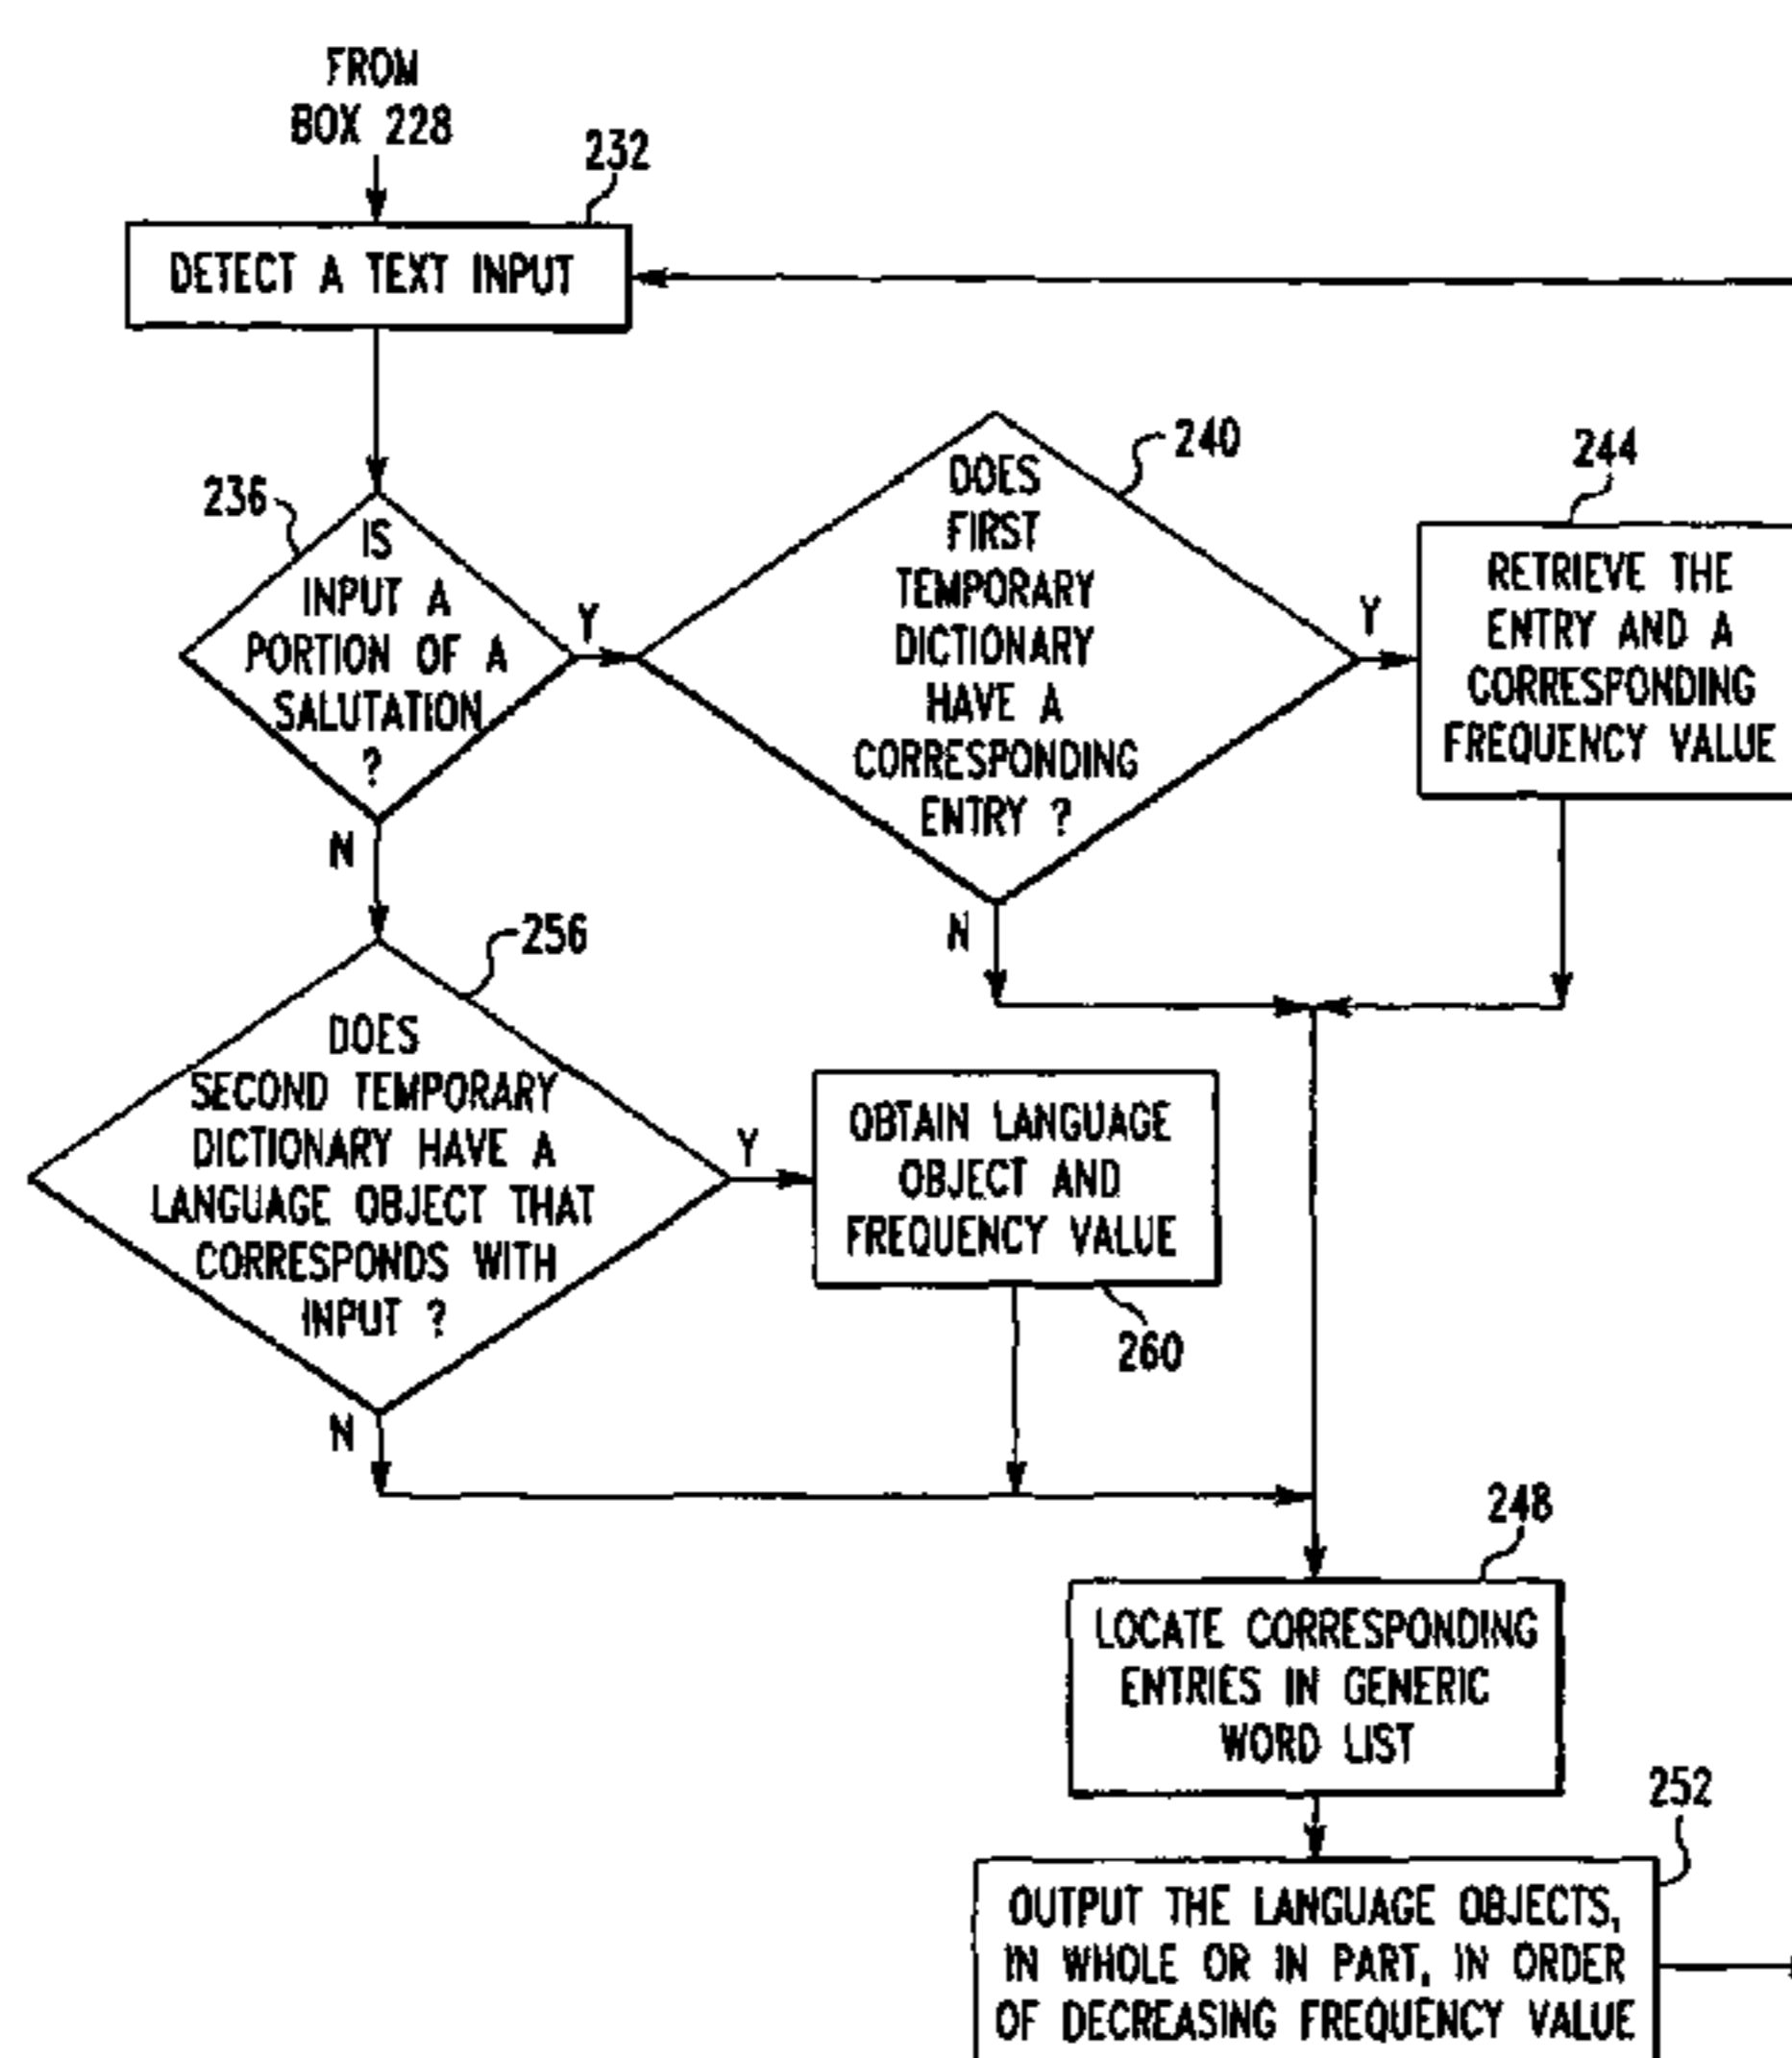 FROM
BOX 228
232
DETECT A TEXT INPUT
236
IS
INPUT A
PORTION OF A
SALUTATION
?
Y
N
240
DOES
FIRST
TEMPORARY
DICTIONARY
HAVE A
CORRESPONDING
ENTRY ?
Y
N
244
RETRIEVE THE
ENTRY AND A
CORRESPONDING
FREQUENCY VALUE
256
DOES
SECOND TEMPORARY
DICTIONARY HAVE A
LANGUAGE OBJECT THAT
CORRESPONDS WITH
INPUT ?
Y
N
OBTAIN LANGUAGE
OBJECT AND
FREQUENCY VALUE
260
248
LOCATE CORRESPONDING
ENTRIES IN GENERIC
WORD LIST
252
OUTPUT THE LANGUAGE OBJECTS,
IN WHOLE OR IN PART, IN ORDER
OF DECREASING FREQUENCY VALUE